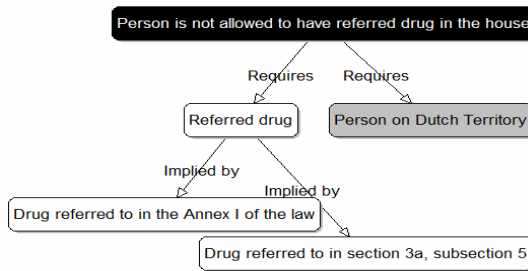 Person is not allowed to have referred drug in the house
Requires Requires
Referred drug Person on Dutch Territory
Implied by
Implied by
Drug referred to in the Annex I of the law
Drug referred to in section 3a, subsection 5